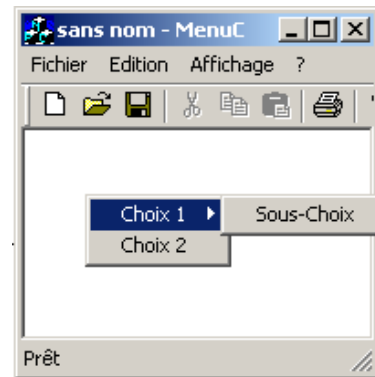 sans nom - MenuC
Fichier Edition Affichage ?
Choix 1 Sous-Choix
Choix 2
Prêt